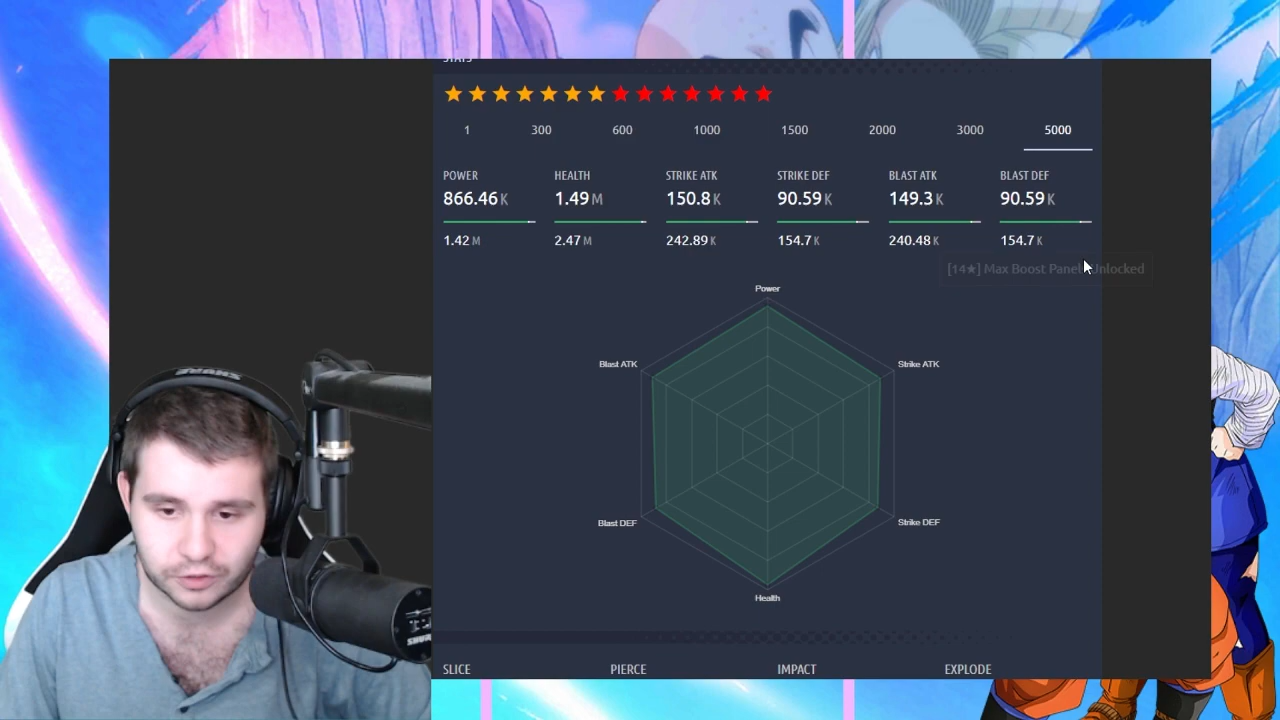 STATS
1 300 600 1000 1500 2000 3000 5000
POWER HEALTH STRIKE ATK STRIKE DEF BLAST ATK BLAST DEF
866.46 K 1.49 M 150.8 K 90.59 K 149.3 K 90.59 K
1.42 M 2.47 M 242.89 K 154.7 K 240.48 K 154.7 K
[14★] Max Boost Panels Unlocked
Power
Blast ATK Strike ATK
Blast DEF Strike DEF
Health
SLICE PIERCE IMPACT EXPLODE